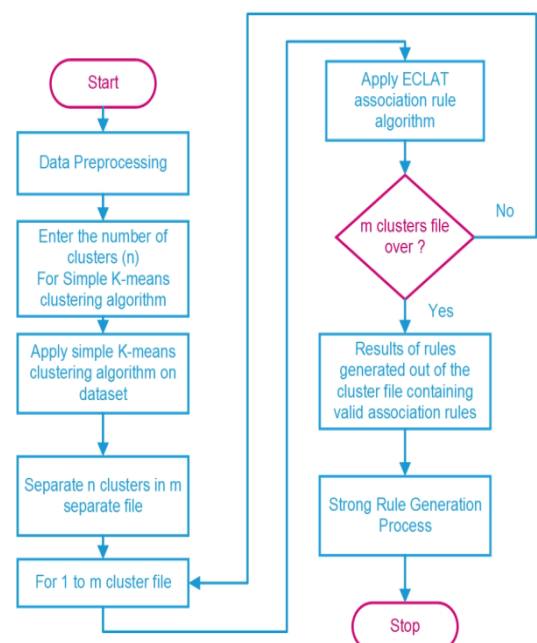 Start
Data Preprocessing
Enter the number of
clusters (n)
For Simple K-means
clustering algorithm
Apply simple K-means
clustering algorithm on
dataset
Separate n clusters in m
separate file
For 1 to m cluster file
Apply ECLAT
association rule
algorithm
m clusters file
over ?
No
Yes
Results of rules
generated out of the
cluster file containing
valid association rules
Strong Rule Generation
Process
Stop